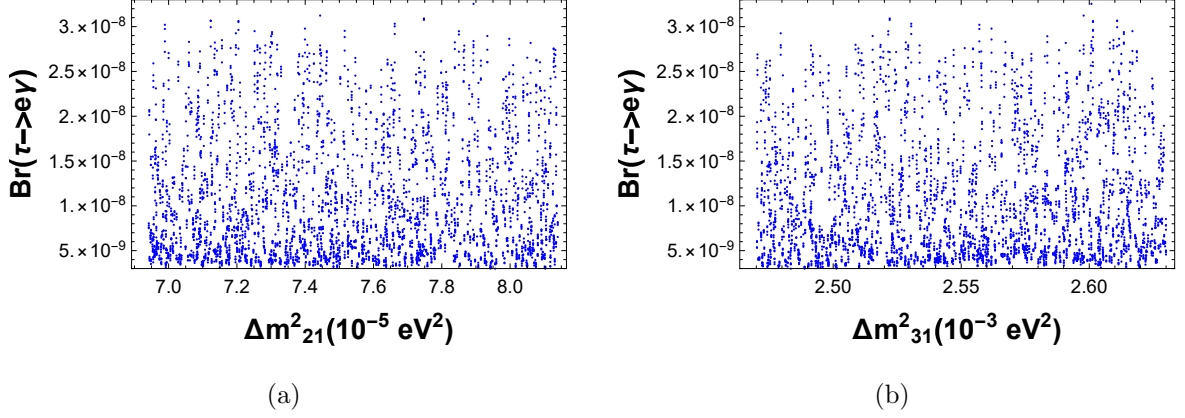 Br(τ−>eγ)
3.×10⁻⁸
2.5×10⁻⁸
2.×10⁻⁸
1.5×10⁻⁸
1.×10⁻⁸
5.×10⁻⁹
7.0 7.2 7.4 7.6 7.8 8.0
Δm²₂₁(10⁻⁵ eV²)
(a)
Br(τ−>eγ)
3.×10⁻⁸
2.5×10⁻⁸
2.×10⁻⁸
1.5×10⁻⁸
1.×10⁻⁸
5.×10⁻⁹
2.50 2.55 2.60
Δm²₃₁(10⁻³ eV²)
(b)